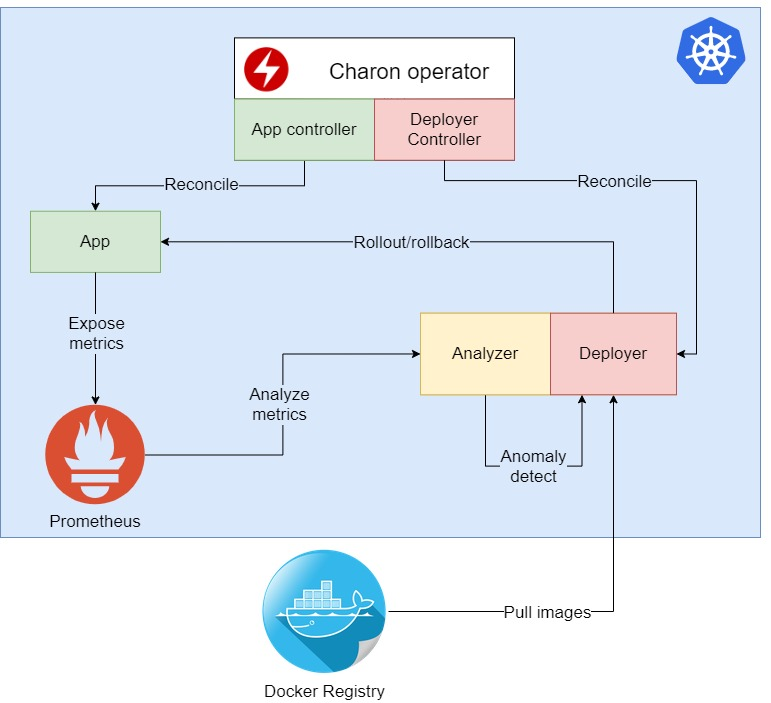 Charon operator
App controller
Deployer
Controller
Reconcile
Reconcile
App
Rollout/rollback
Expose
metrics
Analyzer
Deployer
Analyze
metrics
Anomaly
detect
Prometheus
Pull images
Docker Registry